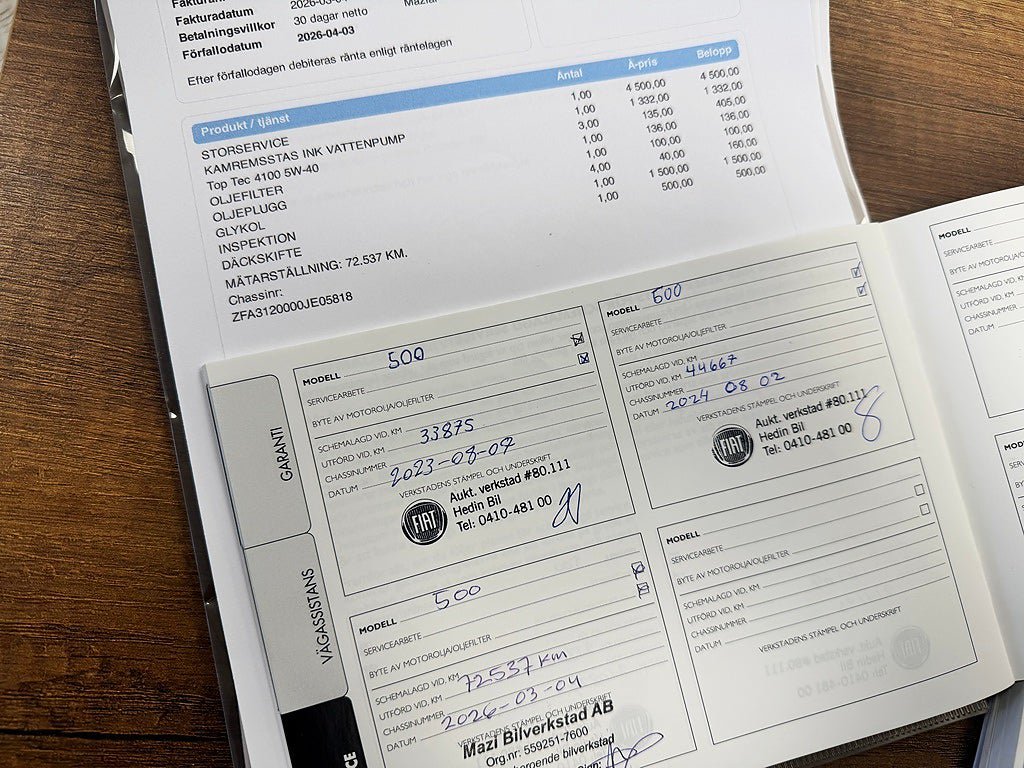 Fakturadatum
Betalningsvillkor 30 dagar netto
Förfallodatum 2026-04-03
Efter förfallodagen debiteras ränta enligt räntelagen
Produkt / tjänst Antal A-pris Belopp
STORSERVICE 1,00 4 500,00 4 500,00
KAMREMSSTAS INK VATTENPUMP 1,00 1 332,00 1 332,00
Top Tec 4100 5W-40 3,00 135,00 405,00
OLJEFILTER 1,00 136,00 136,00
OLJEPLUGG 1,00 100,00 100,00
GLYKOL 4,00 40,00 160,00
INSPEKTION 1,00 1 500,00 1 500,00
DÄCKSKIFTE 1,00 500,00 500,00
MÄTARSTÄLLNING: 72.537 KM.
Chassinr:
ZFA3120000JE05818
GARANTI
VÄGASSISTANS
MODELL 500
SERVICEARBETE
BYTE AV MOTOROLJA/OLJEFILTER
SCHEMALAGD VID, KM
UTFÖRD VID, KM 33875
CHASSINUMMER
DATUM 2023-08-07
VERKSTADENS STÄMPEL OCH UNDERSKRIFT
FIAT
Aukt. verkstad #80.111
Hedin Bil
Tel: 0410-481 00
MODELL 500
SERVICEARBETE
BYTE AV MOTOROLJA/OLJEFILTER
SCHEMALAGD VID, KM
UTFÖRD VID, KM 44667
CHASSINUMMER
DATUM 2024 08 02
VERKSTADENS STÄMPEL OCH UNDERSKRIFT
FIAT
Aukt. verkstad #80.111
Hedin Bil
Tel: 0410-481 00
MODELL 500
SERVICEARBETE
BYTE AV MOTOROLJA/OLJEFILTER
SCHEMALAGD VID, KM
UTFÖRD VID, KM 72537 km
CHASSINUMMER
DATUM 2026-03-04
VERKSTADENS STÄMPEL OCH UNDERSKRIFT
Mazi Bilverkstad AB
Org.nr: 559251-7600
bilverkstad
MODELL
SERVICEARBETE
BYTE AV MOTOROLJA/OLJEFILTER
SCHEMALAGD VID, KM
UTFÖRD VID, KM
CHASSINUMMER
DATUM
VERKSTADENS STÄMPEL OCH UNDERSKRIFT
MODELL
SERVICEARBETE
BYTE AV MOTOROLJA
SCHEMALAGD VID, KM
UTFÖRD VID, KM
CHASSINUMMER
DATUM